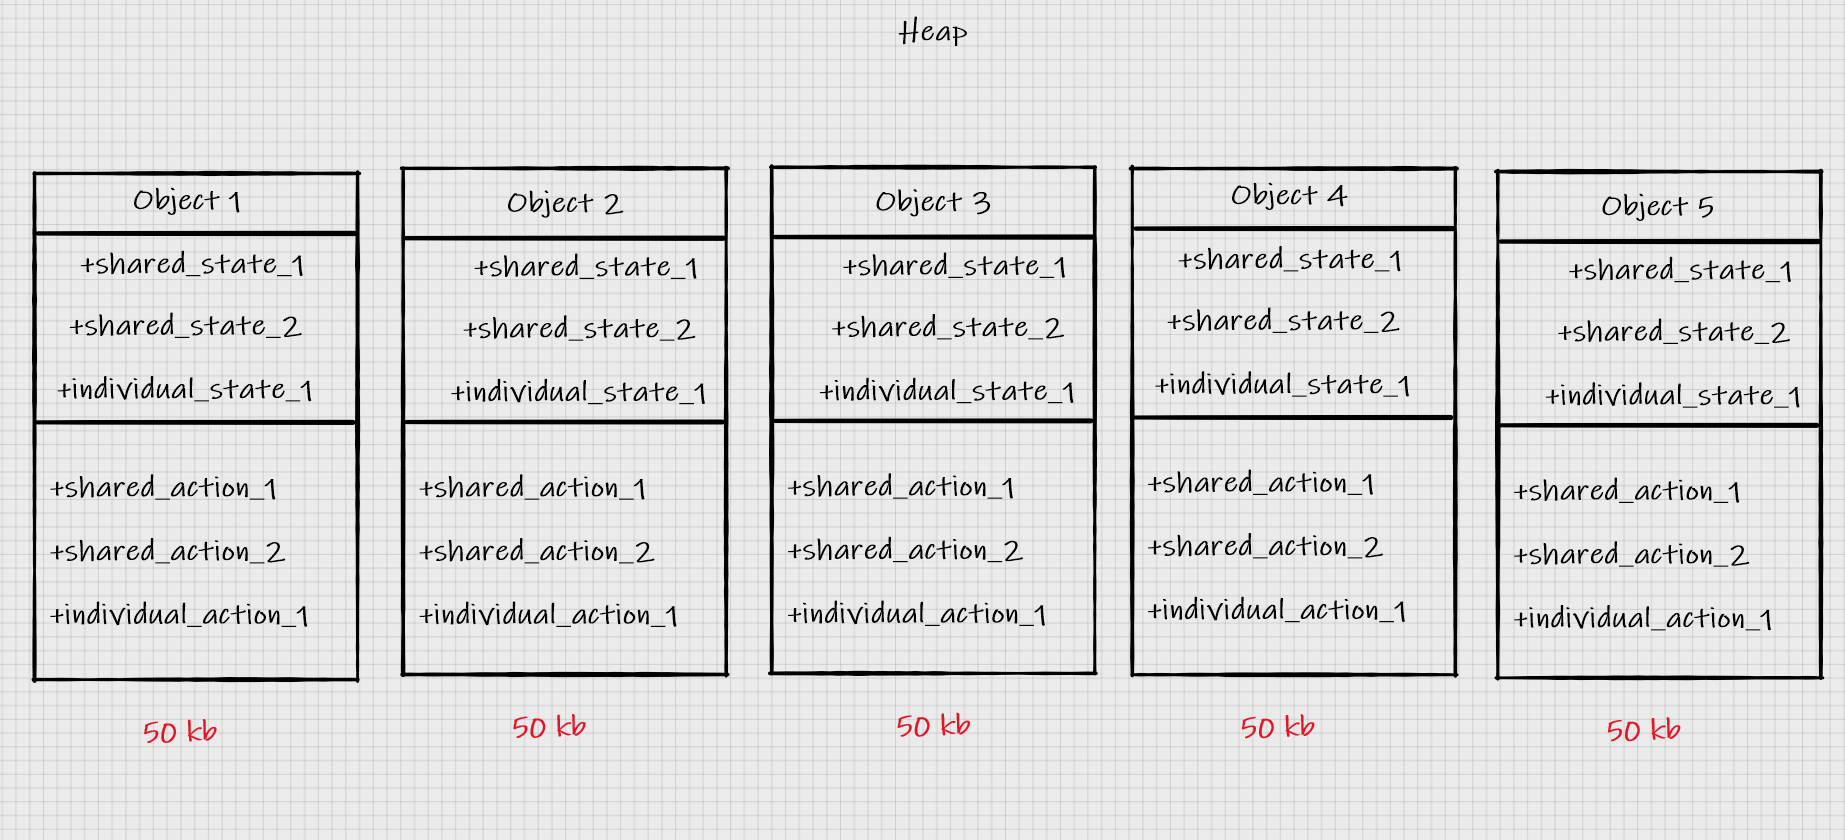 Heap
Object 1
+shared_state_1
+shared_state_2
+individual_state_1
+shared_action_1
+shared_action_2
+individual_action_1
50 kb
Object 2
+shared_state_1
+shared_state_2
+individual_state_1
+shared_action_1
+shared_action_2
+individual_action_1
50 kb
Object 3
+shared_state_1
+shared_state_2
+individual_state_1
+shared_action_1
+shared_action_2
+individual_action_1
50 kb
Object 4
+shared_state_1
+shared_state_2
+individual_state_1
+shared_action_1
+shared_action_2
+individual_action_1
50 kb
Object 5
+shared_state_1
+shared_state_2
+individual_state_1
+shared_action_1
+shared_action_2
+individual_action_1
50 kb